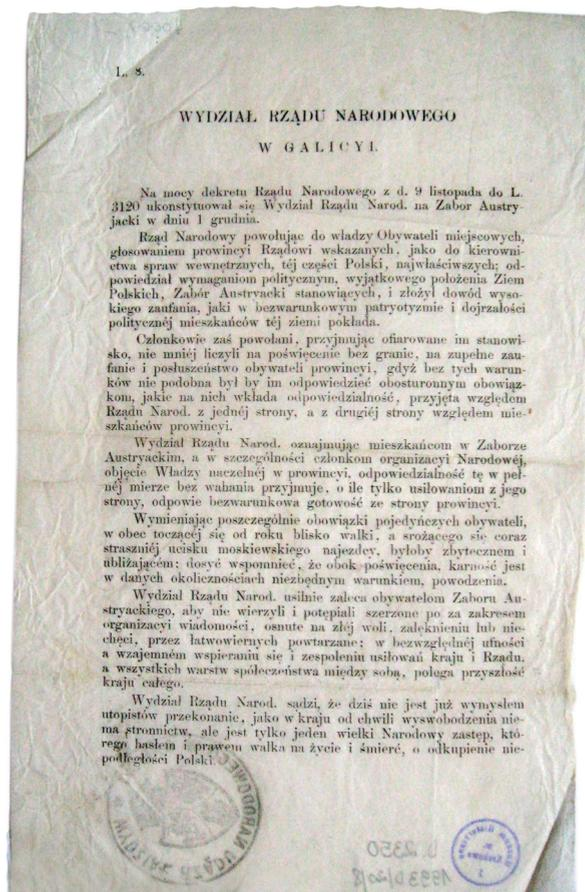 L. 8.
WYDZIAŁ RZĄDU NARODOWEGO
W GALICYI.
Na mocy dekretu Rządu Narodowego z d. 9 listopada do L.
3120 ukonstytuował się Wydział Rządu Narod. na Zabor Austry-
jacki w dniu 1 grudnia.
Rząd Narodowy powołując do władzy Obywateli miejscowych,
głosowaniem prowincyi Rządowi wskazanych, jako do kierowni-
ctwa spraw wewnętrznych, téj części Polski, najwłaściwszych; od-
powiedział wymaganiom politycznym, wyjątkowego położenia Ziem
Polskich, Zabór Austryacki stanowiących, i złożył dowód wyso-
kiego zaufania, jaki w bezwarunkowym patryotyzmie i dojrzałości
politycznéj mieszkańców téj ziemi pokłada.
Członkowie zaś powołani, przyjmując ofiarowane im stanowi-
sko, nie mniéj liczyli na poświęcenie bez granic, na zupełne zau-
fanie i posłuszeństwo obywateli prowincyi, gdyż bez tych warun-
ków nie podobna był by im odpowiedzieć obostronnym obowiąz-
kom, jakie na nich wkłada odpowiedzialność, przyjęta względem
Rządu Narod. z jednéj strony, a z drugiéj strony względem mie-
szkańców prowincyi.
Wydział Rządu Narod. oznajmując mieszkańcom w Zaborze
Austryackim, a w szczególności członkom organizacyi Narodowéj,
objęcie Władzy naczelnéj w prowincyi, odpowiedzialność tę w peł-
néj mierze bez wahania przyjmuje, o ile tylko usiłowaniom z jego
strony, odpowie bezwarunkowa gotowość ze strony prowincyi.
Wymieniając poszczególnie obowiązki pojedyńczych obywateli,
w obec toczącéj się od roku blisko walki, a srożącego się coraz
straszniéj ucisku moskiewskiego najezdcy, byłoby zbytecznem i
ubliżającém; dosyć wspomnieć, że obok poświęcenia, karność jest
w danych okolicznościach niezbędnym warunkiem, powodzenia.
Wydział Rządu Narod. usilnie zaleca obywatelom Zaboru Au-
stryackiego, aby nie wierzyli i potępiali szerzone po za zakresem
organizacyi wiadomości, osnute na złéj woli, zalęknieniu lub nie-
chęci, przez łatwowiernych powtarzane; w bezwzględnéj ufności
a wzajemném wspieraniu się i zespoleniu usiłowań kraju i Rządu,
a wszystkich warstw społeczeństwa między sobą, polega przyszłość
kraju całego.
Wydział Rządu Narod. sądzi, że dziś nie jest już wymysłem
utopistów przekonanie, jako w kraju od chwili wyswobodzenia nie-
ma stronnictw, ale jest tylko jeden wielki Narodowy zastęp, któ-
rego hasłem i prawem walka na życie i śmierć, o odkupienie nie-
podległości Polski.